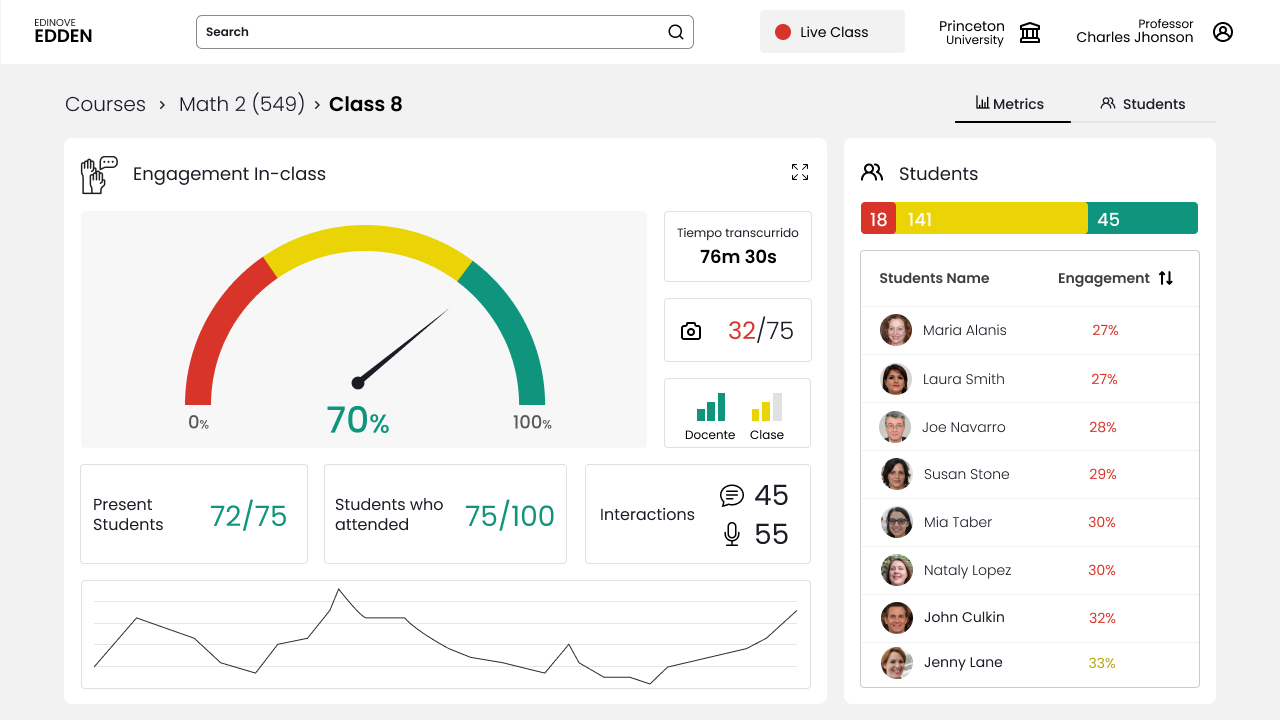 EDINOVE
EDDEN
Search
Live Class
Princeton
University
Professor
Charles Jhonson
Courses › Math 2 (549) › Class 8
Metrics
Students
Engagement In-class
0%
70%
100%
Tiempo transcurrido
76m 30s
32/75
Docente
Clase
Present
Students
72/75
Students who
attended
75/100
Interactions
45
55
Students
18 141 45
Students Name Engagement
Maria Alanis 27%
Laura Smith 27%
Joe Navarro 28%
Susan Stone 29%
Mia Taber 30%
Nataly Lopez 30%
John Culkin 32%
Jenny Lane 33%